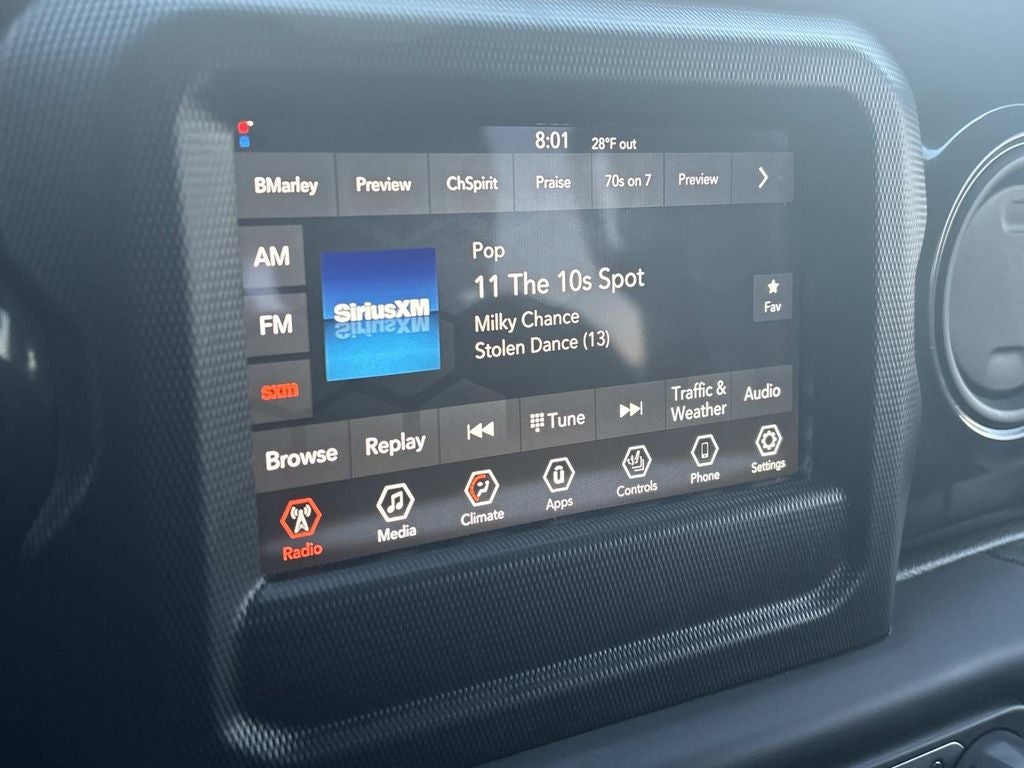 8:01 28°F out
BMarley Preview ChSpirit Praise 70s on 7 Preview
AM
FM
sxm
SiriusXM
Pop
11 The 10s Spot
Milky Chance
Stolen Dance (13)
Fav
Browse Replay Tune Traffic & Weather Audio
Radio Media Climate Apps Controls Phone Settings